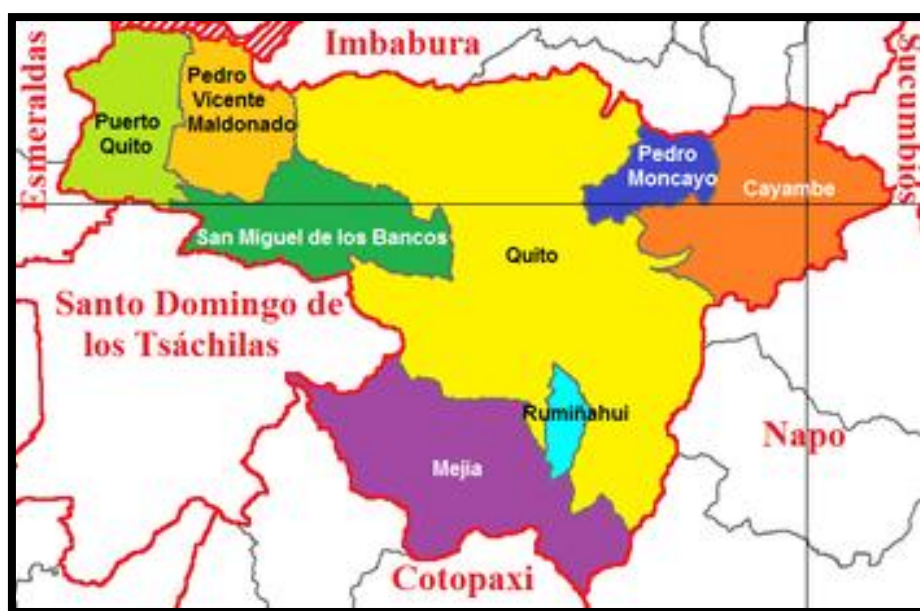 Esmeraldas
Imbabura
Sucumbíos
Pedro
Vicente
Maldonado
Puerto
Quito
Pedro
Moncayo
Cayambe
San Miguel de los Bancos
Quito
Santo Domingo de
los Tsáchilas
Rumiñahui
Napo
Mejia
Cotopaxi